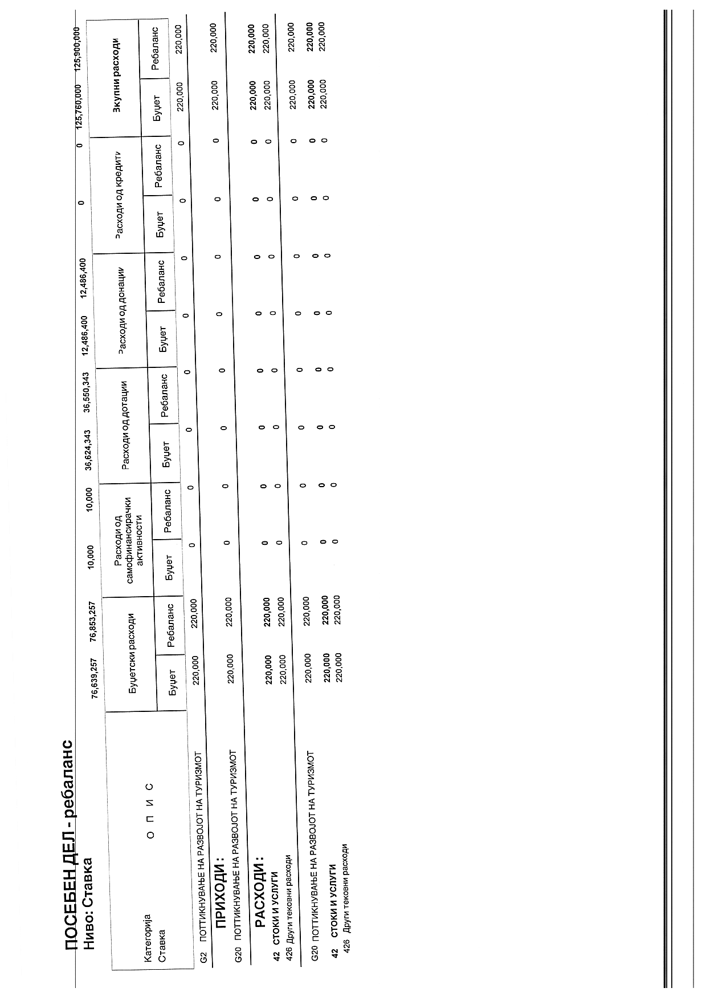 ПОСЕБЕН ДЕЛ - ребаланс
Ниво: Ставка
76,639,257 76,853,257 10,000 10,000 36,624,343 36,550,343 12,486,400 12,486,400 0 0 125,760,000 125,900,000
Категорија
Ставка
О П И С
Буџетски расходи
Расходи од
самофинансирачки
активности
Расходи од дотации
Расходи од донации
Расходи од кредити
Вкупни расходи
Буџет Ребаланс Буџет Ребаланс Буџет Ребаланс Буџет Ребаланс Буџет Ребаланс Буџет Ребаланс
G2 ПОТТИКНУВАЊЕ НА РАЗВОЈОТ НА ТУРИЗМОТ 220,000 220,000 0 0 0 0 0 0 0 0 220,000 220,000
ПРИХОДИ :
G20 ПОТТИКНУВАЊЕ НА РАЗВОЈОТ НА ТУРИЗМОТ 220,000 220,000 0 0 0 0 0 0 0 0 220,000 220,000
РАСХОДИ :
42 СТОКИ И УСЛУГИ 220,000 220,000 0 0 0 0 0 0 0 0 220,000 220,000
426 Други тековни расходи 220,000 220,000 0 0 0 0 0 0 0 0 220,000 220,000
G20 ПОТТИКНУВАЊЕ НА РАЗВОЈОТ НА ТУРИЗМОТ 220,000 220,000 0 0 0 0 0 0 0 0 220,000 220,000
42 СТОКИ И УСЛУГИ 220,000 220,000 0 0 0 0 0 0 0 0 220,000 220,000
426 Други тековни расходи 220,000 220,000 0 0 0 0 0 0 0 0 220,000 220,000